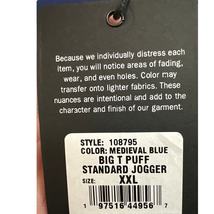 Because we individually distress each
item, you will notice areas of fading,
wear, and even holes. Color may
transfer onto lighter fabrics. These
nuances are intentional and add to the
character and finish of our garment.
STYLE: 108795
COLOR: MEDIEVAL BLUE
BIG T PUFF
STANDARD JOGGER
SIZE: XXL
1 97516 44956 7